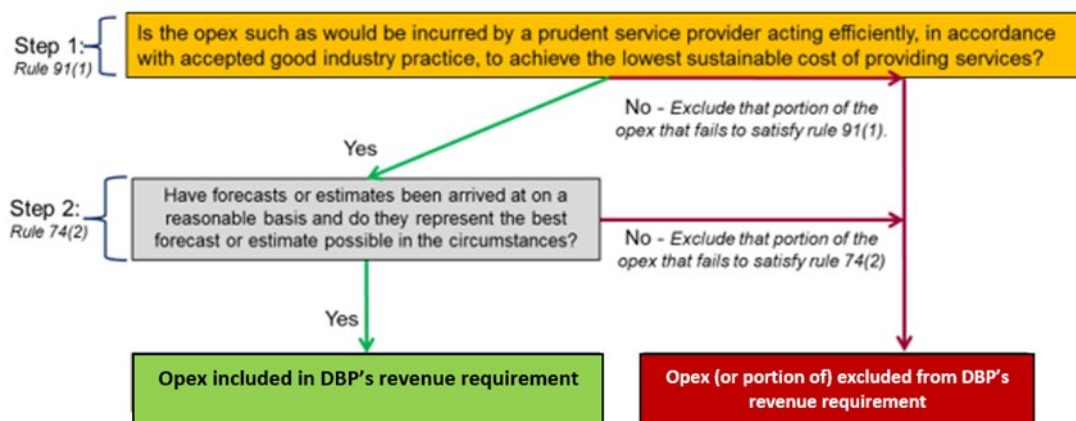 Step 1:
Rule 91(1)
Is the opex such as would be incurred by a prudent service provider acting efficiently, in accordance
with accepted good industry practice, to achieve the lowest sustainable cost of providing services?
No - Exclude that portion of the
opex that fails to satisfy rule 91(1).
Yes
Step 2:
Rule 74(2)
Have forecasts or estimates been arrived at on a
reasonable basis and do they represent the best
forecast or estimate possible in the circumstances?
No - Exclude that portion of the
opex that fails to satisfy rule 74(2)
Yes
Opex included in DBP's revenue requirement
Opex (or portion of) excluded from DBP's
revenue requirement